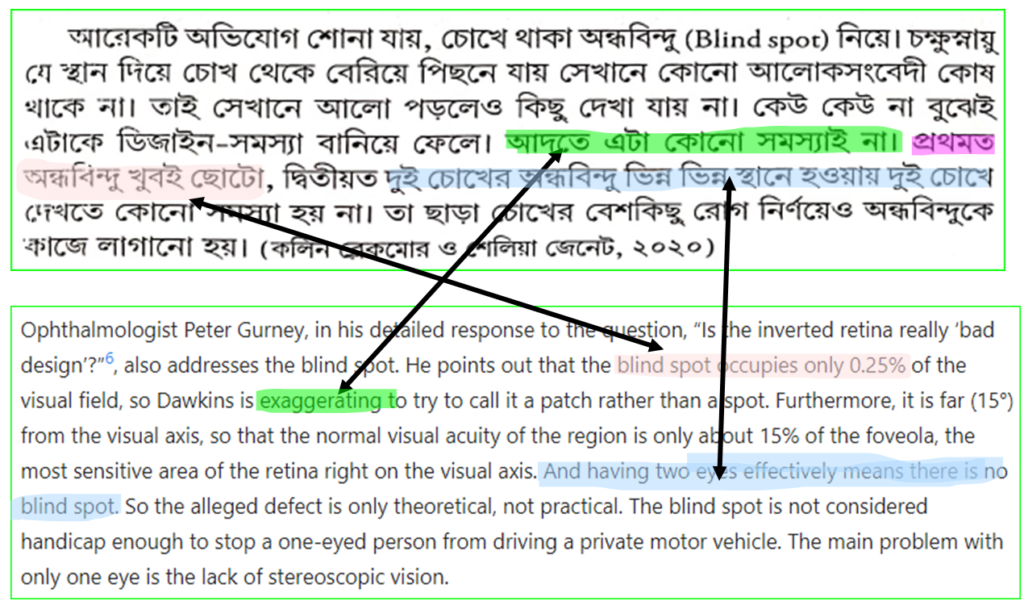 আরেকটি অভিযোগ শোনা যায়, চোখে থাকা অন্ধবিন্দু (Blind spot) নিয়ে। চক্ষুস্নায়ু
যে স্থান দিয়ে চোখ থেকে বেরিয়ে পিছনে যায় সেখানে কোনো আলোকসংবেদী কোষ
থাকে না। তাই সেখানে আলো পড়লেও কিছু দেখা যায় না। কেউ কেউ না বুঝেই
এটাকে ডিজাইন-সমস্যা বানিয়ে ফেলে। আদতে এটা কোনো সমস্যাই না। প্রথমত
অন্ধবিন্দু খুবই ছোটো, দ্বিতীয়ত দুই চোখের অন্ধবিন্দু ভিন্ন ভিন্ন স্থানে হওয়ায় দুই চোখে
দেখতে কোনো সমস্যা হয় না। তা ছাড়া চোখের বেশকিছু রোগ নির্ণয়েও অন্ধবিন্দুকে
কাজে লাগানো হয়। (কলিন ব্লেকমোর ও শেলিয়া জেনেট, ২০২০)
Ophthalmologist Peter Gurney, in his detailed response to the question, “Is the inverted retina really ‘bad
design’?”6, also addresses the blind spot. He points out that the blind spot occupies only 0.25% of the
visual field, so Dawkins is exaggerating to try to call it a patch rather than a spot. Furthermore, it is far (15°)
from the visual axis, so that the normal visual acuity of the region is only about 15% of the foveola, the
most sensitive area of the retina right on the visual axis. And having two eyes effectively means there is no
blind spot. So the alleged defect is only theoretical, not practical. The blind spot is not considered
handicap enough to stop a one-eyed person from driving a private motor vehicle. The main problem with
only one eye is the lack of stereoscopic vision.